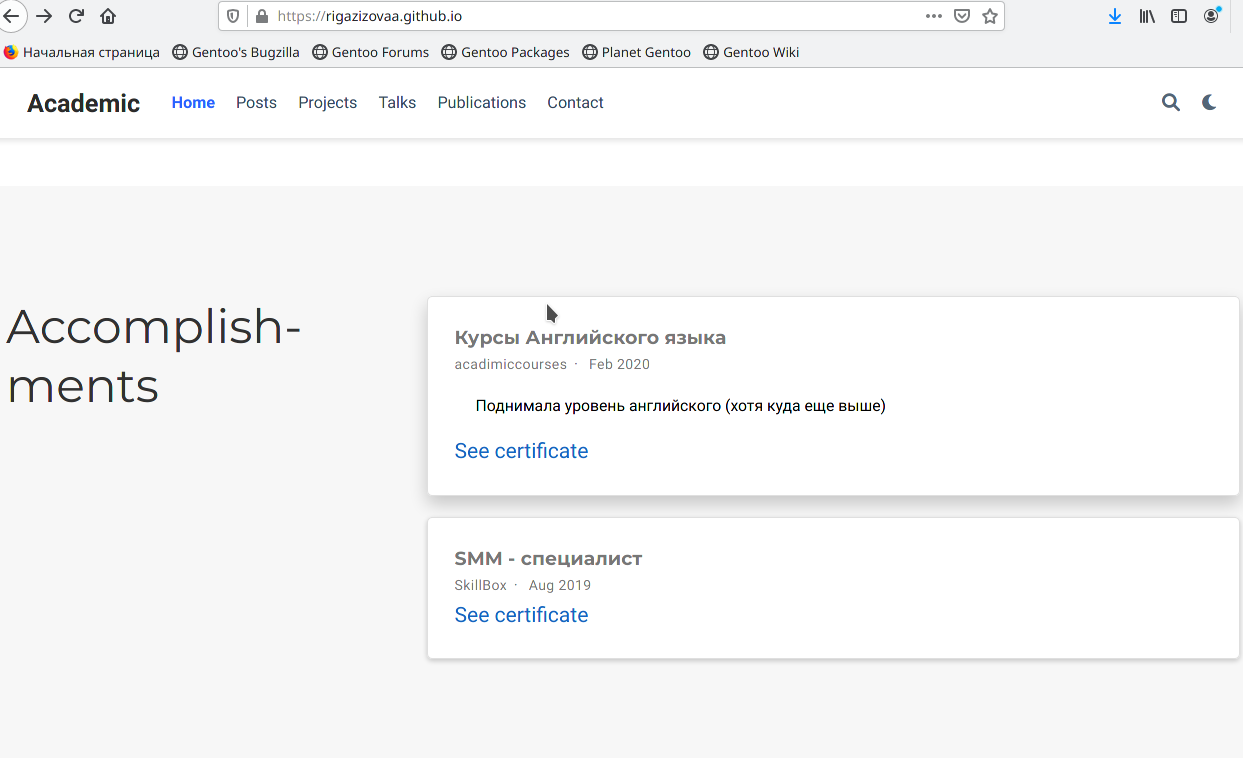 https://rigazizovaa.github.io
Начальная страница Gentoo's Bugzilla Gentoo Forums Gentoo Packages Planet Gentoo Gentoo Wiki
Academic Home Posts Projects Talks Publications Contact
Accomplish-
ments
Курсы Английского языка
acadimiccourses · Feb 2020
Поднимала уровень английского (хотя куда еще выше)
See certificate
SMM - специалист
SkillBox · Aug 2019
See certificate